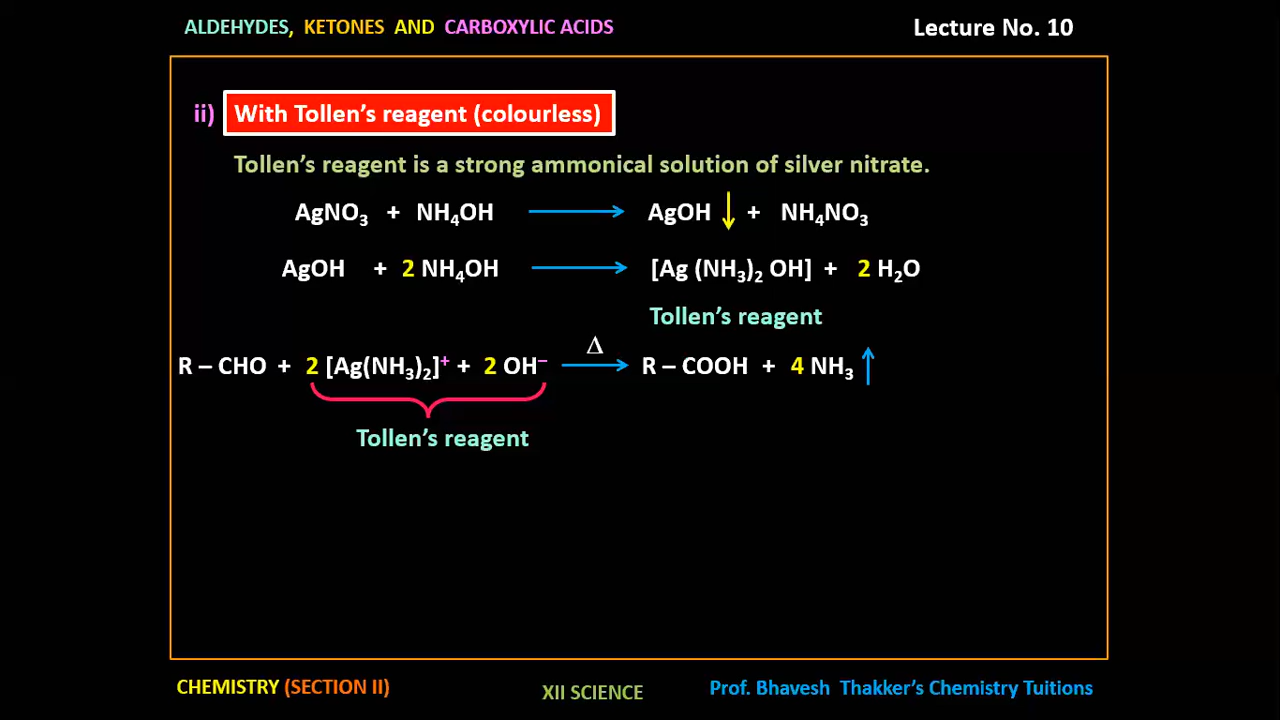 ALDEHYDES, KETONES AND CARBOXYLIC ACIDS
Lecture No. 10
ii) With Tollen's reagent (colourless)
Tollen's reagent is a strong ammonical solution of silver nitrate.
AgNO₃ + NH₄OH → AgOH ↓ + NH₄NO₃
AgOH + 2 NH₄OH → [Ag (NH₃)₂ OH] + 2 H₂O
Tollen's reagent
Δ
R – CHO + 2 [Ag(NH₃)₂]⁺ + 2 OH⁻ → R – COOH + 4 NH₃ ↑
Tollen's reagent
CHEMISTRY (SECTION II)
XII SCIENCE
Prof. Bhavesh Thakker's Chemistry Tuitions